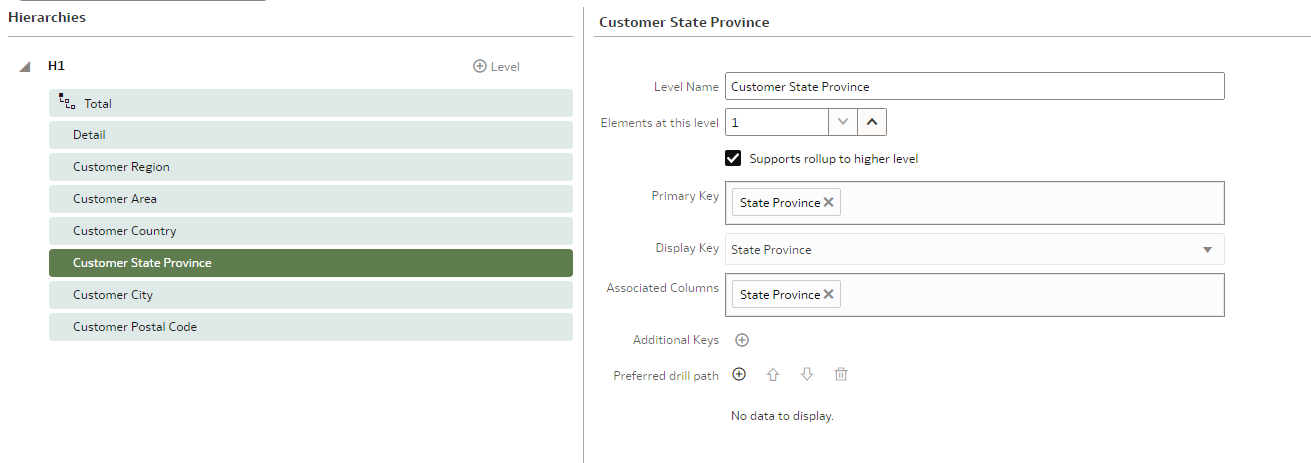 Hierarchies
H1
Level
Total
Detail
Customer Region
Customer Area
Customer Country
Customer State Province
Customer City
Customer Postal Code
Customer State Province
Level Name Customer State Province
Elements at this level 1
Supports rollup to higher level
Primary Key State Province
Display Key State Province
Associated Columns State Province
Additional Keys
Preferred drill path
No data to display.